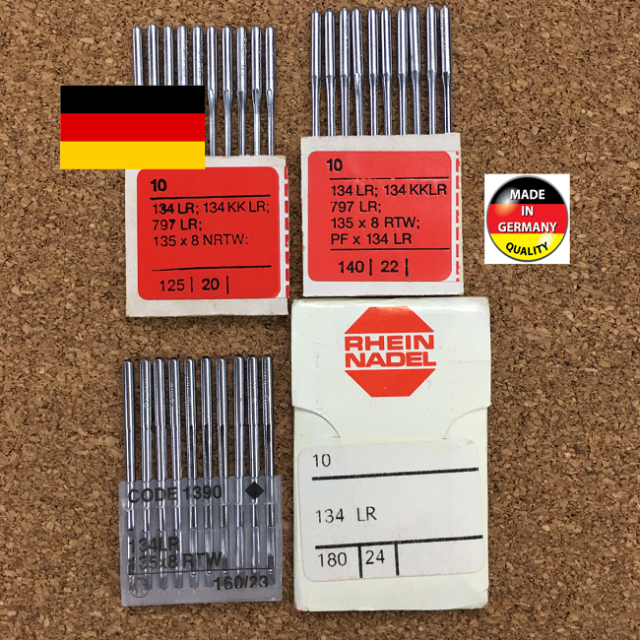 10
134 LR; 134 KK LR;
797 LR;
135 x 8 NRTW:
125 | 20 |
10
134 LR; 134 KKLR
797 LR;
135 x 8 RTW;
PF x 134 LR
140 | 22 |
MADE
IN
GERMANY
QUALITY
RHEIN
NADEL
10
134 LR
180 | 24 |
CODE 1390
134LR
135x8 RTW
160/23